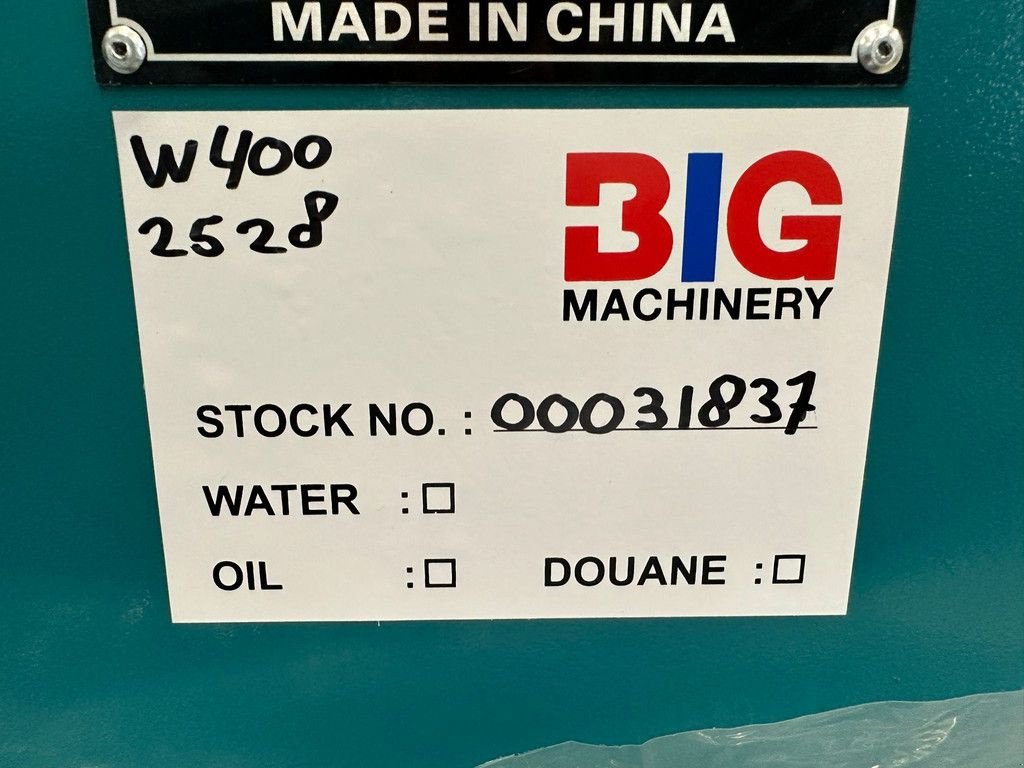 MADE IN CHINA
W400
2528
BIG
MACHINERY
STOCK NO. : 00031837
WATER : ☐
OIL : ☐ DOUANE : ☐